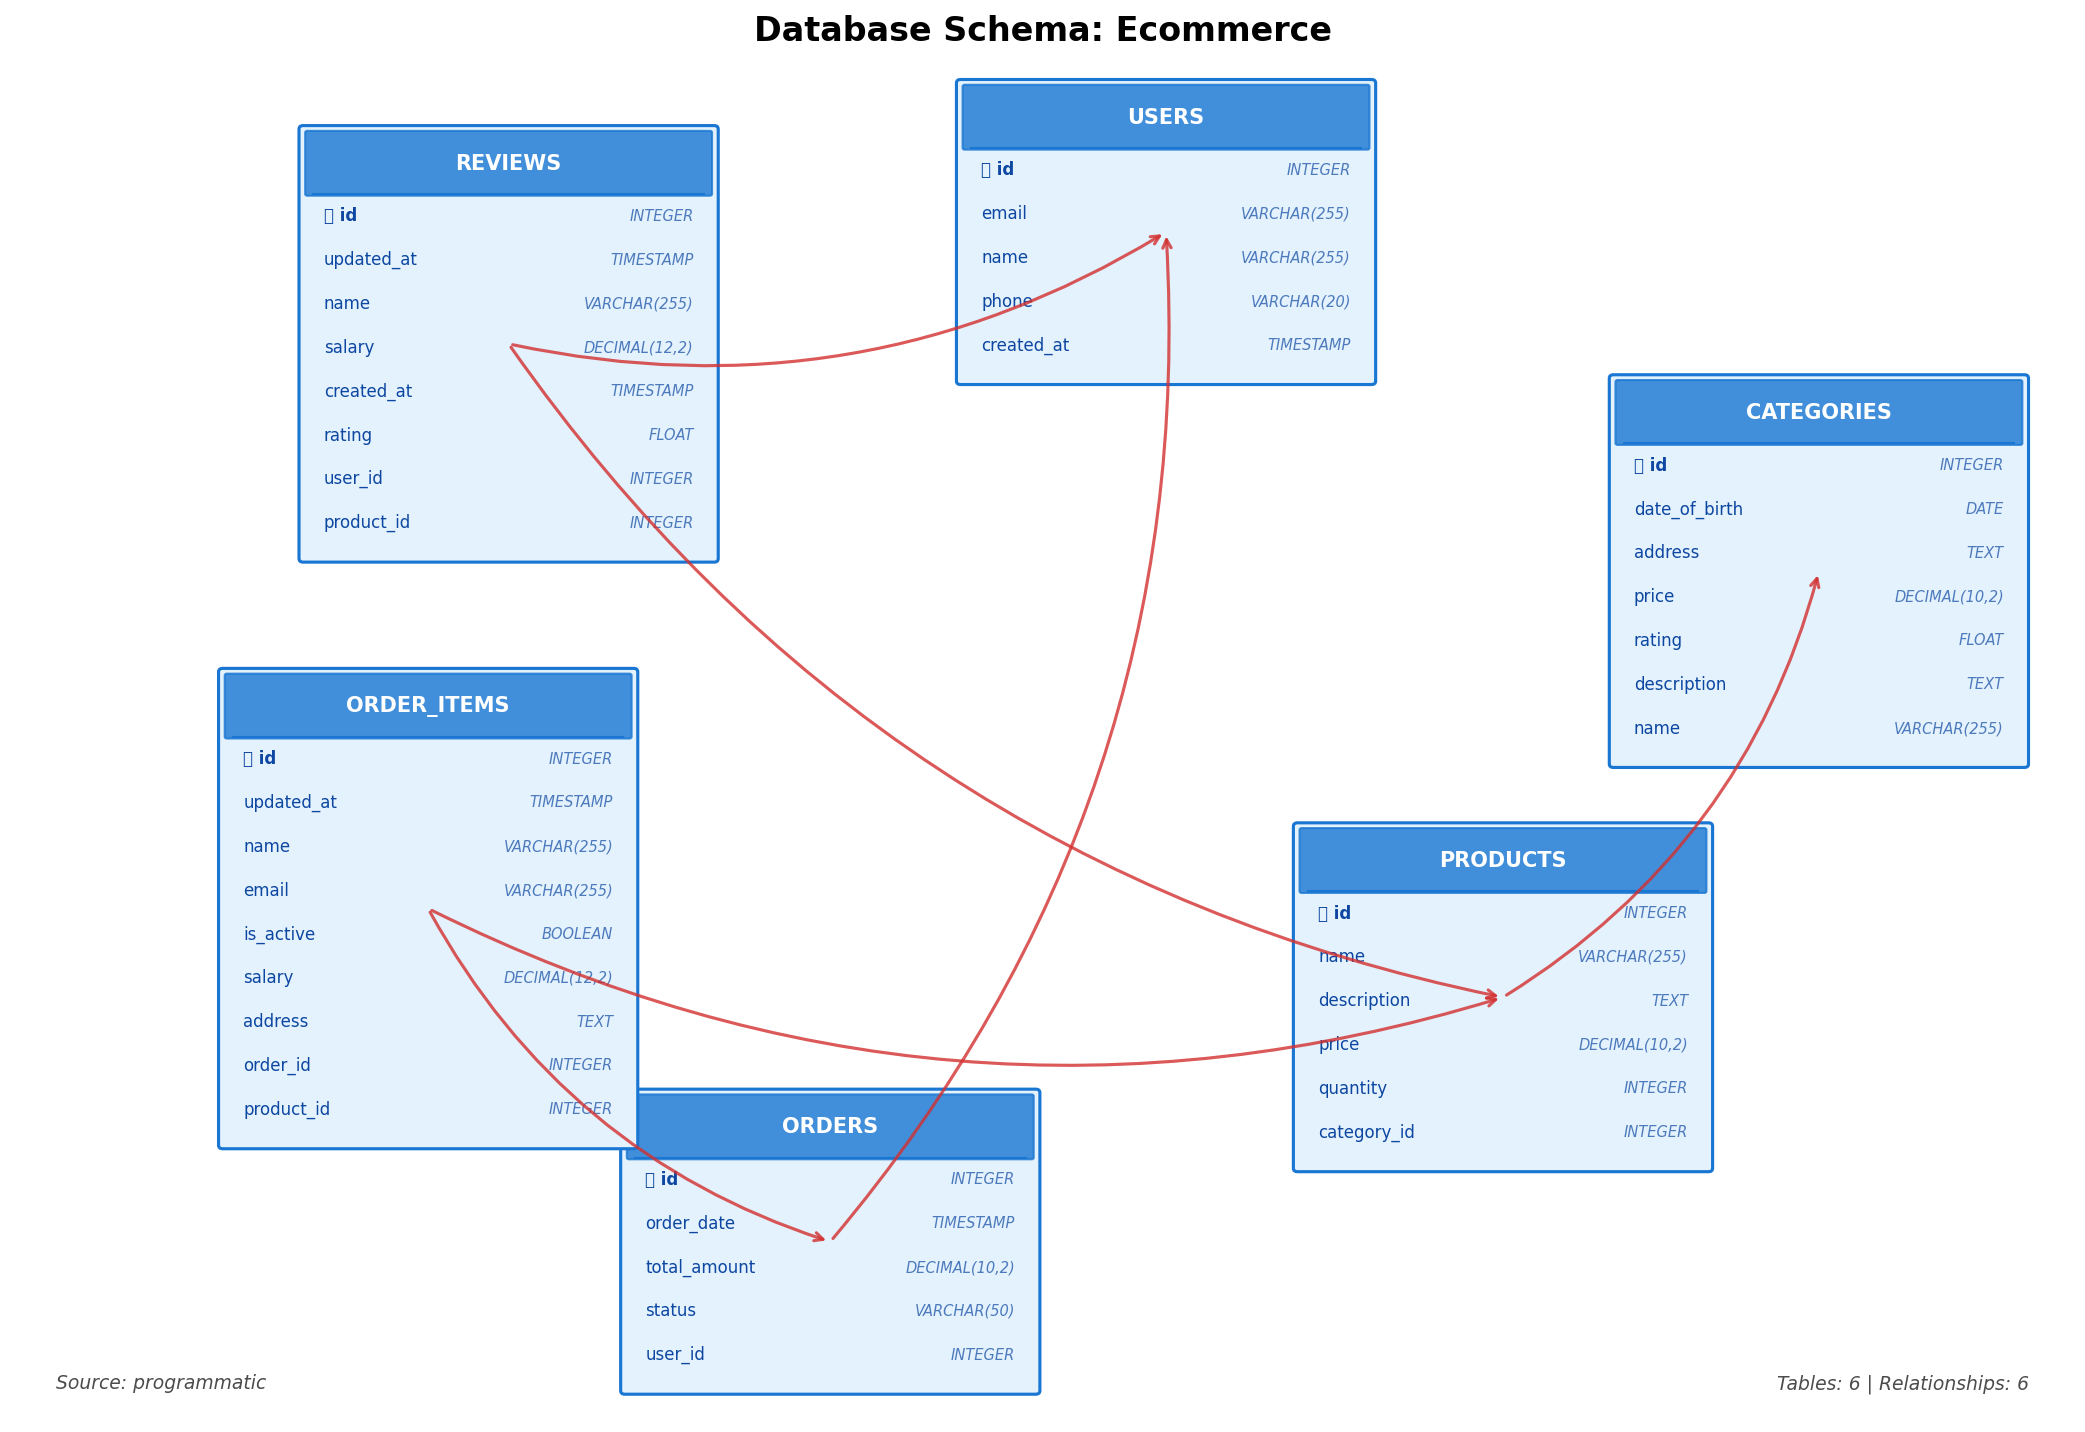 Database Schema: Ecommerce
USERS
id INTEGER
email VARCHAR(255)
name VARCHAR(255)
phone VARCHAR(20)
created_at TIMESTAMP
REVIEWS
id INTEGER
updated_at TIMESTAMP
name VARCHAR(255)
salary DECIMAL(12,2)
created_at TIMESTAMP
rating FLOAT
user_id INTEGER
product_id INTEGER
CATEGORIES
id INTEGER
date_of_birth DATE
address TEXT
price DECIMAL(10,2)
rating FLOAT
description TEXT
name VARCHAR(255)
ORDER_ITEMS
id INTEGER
updated_at TIMESTAMP
name VARCHAR(255)
email VARCHAR(255)
is_active BOOLEAN
salary DECIMAL(12,2)
address TEXT
order_id INTEGER
product_id INTEGER
PRODUCTS
id INTEGER
name VARCHAR(255)
description TEXT
price DECIMAL(10,2)
quantity INTEGER
category_id INTEGER
ORDERS
id INTEGER
order_date TIMESTAMP
total_amount DECIMAL(10,2)
status VARCHAR(50)
user_id INTEGER
Source: programmatic
Tables: 6 | Relationships: 6